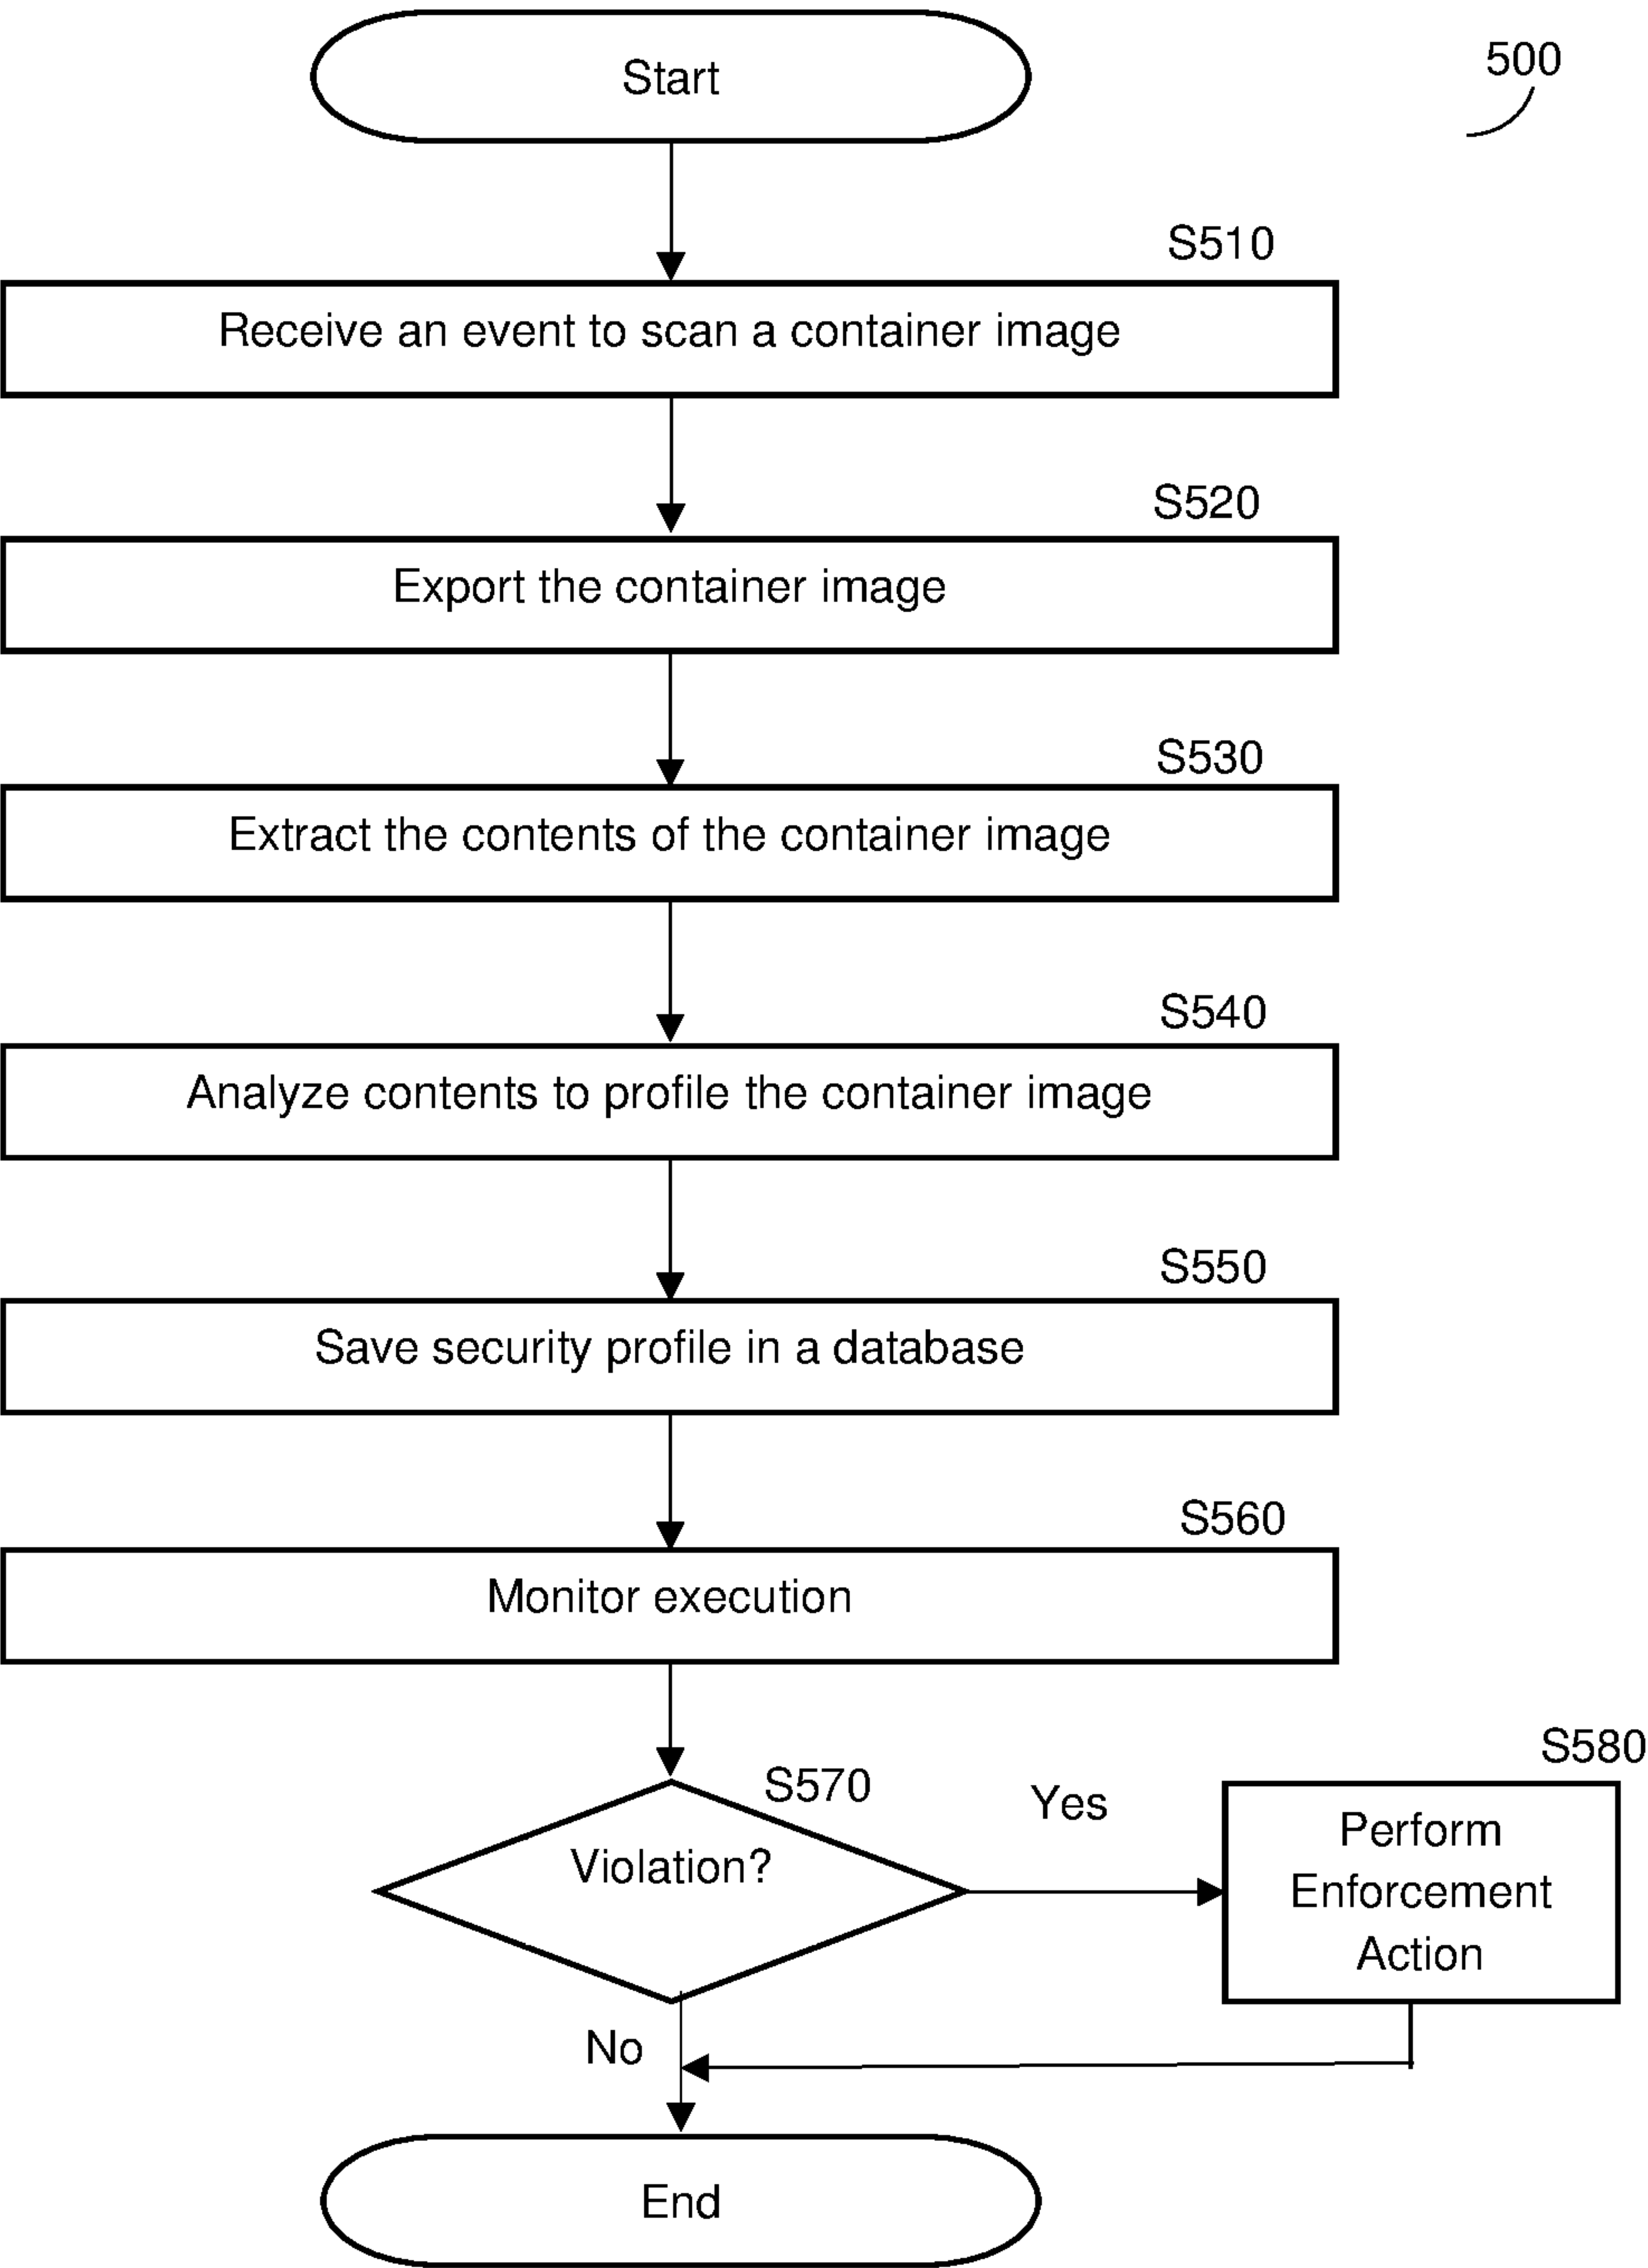 Start
500
S510
Receive an event to scan a container image
S520
Export the container image
S530
Extract the contents of the container image
S540
Analyze contents to profile the container image
S550
Save security profile in a database
S560
Monitor execution
S570
Violation?
Yes
S580
Perform
Enforcement
Action
No
End